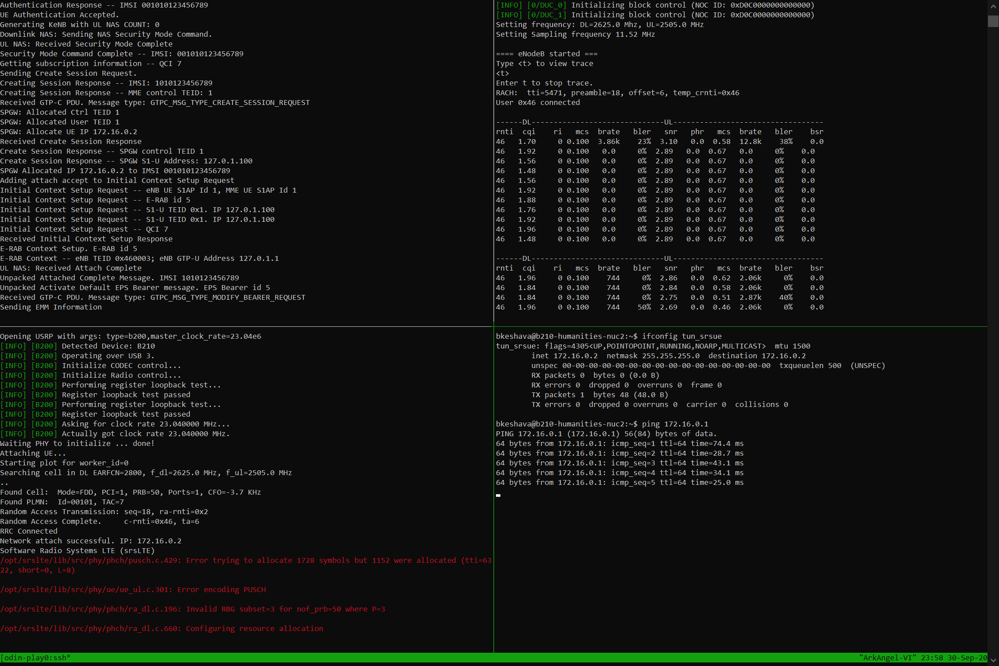 Authentication Response -- IMSI 001010123456789
UE Authentication Accepted.
Generating KeNB with UL NAS COUNT: 0
Downlink NAS: Sending NAS Security Mode Command.
UL NAS: Received Security Mode Complete
Security Mode Command Complete -- IMSI: 001010123456789
Getting subscription information -- QCI 7
Sending Create Session Request.
Creating Session Response -- IMSI: 1010123456789
Creating Session Response -- MME control TEID: 1
Received GTP-C PDU. Message type: GTPC_MSG_TYPE_CREATE_SESSION_REQUEST
SPGW: Allocated Ctrl TEID 1
SPGW: Allocated User TEID 1
SPGW: Allocate UE IP 172.16.0.2
Received Create Session Response
Create Session Response -- SPGW control TEID 1
Create Session Response -- SPGW S1-U Address: 127.0.1.100
SPGW Allocated IP 172.16.0.2 to IMSI 001010123456789
Adding attach accept to Initial Context Setup Request
Initial Context Setup Request -- eNB UE S1AP Id 1, MME UE S1AP Id 1
Initial Context Setup Request -- E-RAB id 5
Initial Context Setup Request -- S1-U TEID 0x1. IP 127.0.1.100
Initial Context Setup Request -- S1-U TEID 0x1. IP 127.0.1.100
Initial Context Setup Request -- QCI 7
Received Initial Context Setup Response
E-RAB Context Setup. E-RAB id 5
E-RAB Context -- eNB TEID 0x460003; eNB GTP-U Address 127.0.1.1
UL NAS: Received Attach Complete
Unpacked Attached Complete Message. IMSI 1010123456789
Unpacked Activate Default EPS Bearer message. EPS Bearer id 5
Received GTP-C PDU. Message type: GTPC_MSG_TYPE_MODIFY_BEARER_REQUEST
Sending EMM Information
[INFO] [0/DUC_0] Initializing block control (NOC ID: 0xD0C0000000000000)
[INFO] [0/DUC_1] Initializing block control (NOC ID: 0xD0C0000000000000)
Setting frequency: DL=2625.0 Mhz, UL=2505.0 MHz
Setting Sampling frequency 11.52 MHz
==== eNodeB started ===
Type <t> to view trace
<t>
Enter t to stop trace.
RACH:  tti=5471, preamble=18, offset=6, temp_crnti=0x46
User 0x46 connected
------DL------------------------------UL----------------------------------
rnti  cqi    ri   mcs  brate   bler   snr   phr   mcs  brate   bler    bsr
46   1.70     0 0.100  3.86k    23%  3.10   0.0  0.58  12.8k    38%    0.0
46   1.92     0 0.100   0.0     0%  2.89   0.0  0.67   0.0     0%    0.0
46   1.56     0 0.100   0.0     0%  2.89   0.0  0.67   0.0     0%    0.0
46   1.48     0 0.100   0.0     0%  2.89   0.0  0.67   0.0     0%    0.0
46   1.56     0 0.100   0.0     0%  2.89   0.0  0.67   0.0     0%    0.0
46   1.92     0 0.100   0.0     0%  2.89   0.0  0.67   0.0     0%    0.0
46   1.88     0 0.100   0.0     0%  2.89   0.0  0.67   0.0     0%    0.0
46   1.76     0 0.100   0.0     0%  2.89   0.0  0.67   0.0     0%    0.0
46   1.92     0 0.100   0.0     0%  2.89   0.0  0.67   0.0     0%    0.0
46   1.96     0 0.100   0.0     0%  2.89   0.0  0.67   0.0     0%    0.0
46   1.48     0 0.100   0.0     0%  2.89   0.0  0.67   0.0     0%    0.0
------DL------------------------------UL----------------------------------
rnti  cqi    ri   mcs  brate   bler   snr   phr   mcs  brate   bler    bsr
46   1.96     0 0.100    744     0%  2.86   0.0  0.62  2.06k     0%    0.0
46   1.84     0 0.100    744     0%  2.84   0.0  0.58  2.06k     0%    0.0
46   1.84     0 0.100    744     0%  2.75   0.0  0.51  2.87k    40%    0.0
46   1.96     0 0.100    744    50%  2.69   0.0  0.46  2.06k     0%    0.0
Opening USRP with args: type=b200,master_clock_rate=23.04e6
[INFO] [B200] Detected Device: B210
[INFO] [B200] Operating over USB 3.
[INFO] [B200] Initialize CODEC control...
[INFO] [B200] Initialize Radio control...
[INFO] [B200] Performing register loopback test...
[INFO] [B200] Register loopback test passed
[INFO] [B200] Performing register loopback test...
[INFO] [B200] Register loopback test passed
[INFO] [B200] Asking for clock rate 23.040000 MHz...
[INFO] [B200] Actually got clock rate 23.040000 MHz.
Waiting PHY to initialize ... done!
Attaching UE...
Starting plot for worker_id=0
Searching cell in DL EARFCN=2800, f_dl=2625.0 MHz, f_ul=2505.0 MHz
..
Found Cell:  Mode=FDD, PCI=1, PRB=50, Ports=1, CFO=-3.7 KHz
Found PLMN:  Id=00101, TAC=7
Random Access Transmission: seq=18, ra-rnti=0x2
Random Access Complete.     c-rnti=0x46, ta=6
RRC Connected
Network attach successful. IP: 172.16.0.2
Software Radio Systems LTE (srsLTE)
/opt/srslte/lib/src/phy/phch/pusch.c.429: Error trying to allocate 1728 symbols but 1152 were allocated (tti=63
22, short=0, L=8)
/opt/srslte/lib/src/phy/ue/ue_ul.c.301: Error encoding PUSCH
/opt/srslte/lib/src/phy/phch/ra_dl.c.196: Invalid RBG subset=3 for nof_prb=50 where P=3
/opt/srslte/lib/src/phy/phch/ra_dl.c.660: Configuring resource allocation
bkeshava@b210-humanities-nuc2:~$ ifconfig tun_srsue
tun_srsue: flags=4305<UP,POINTOPOINT,RUNNING,NOARP,MULTICAST>  mtu 1500
inet 172.16.0.2  netmask 255.255.255.0  destination 172.16.0.2
unspec 00-00-00-00-00-00-00-00-00-00-00-00-00-00-00-00  txqueuelen 500  (UNSPEC)
RX packets 0  bytes 0 (0.0 B)
RX errors 0  dropped 0  overruns 0  frame 0
TX packets 1  bytes 48 (48.0 B)
TX errors 0  dropped 0 overruns 0  carrier 0  collisions 0
bkeshava@b210-humanities-nuc2:~$ ping 172.16.0.1
PING 172.16.0.1 (172.16.0.1) 56(84) bytes of data.
64 bytes from 172.16.0.1: icmp_seq=1 ttl=64 time=74.4 ms
64 bytes from 172.16.0.1: icmp_seq=2 ttl=64 time=28.7 ms
64 bytes from 172.16.0.1: icmp_seq=3 ttl=64 time=43.1 ms
64 bytes from 172.16.0.1: icmp_seq=4 ttl=64 time=34.1 ms
64 bytes from 172.16.0.1: icmp_seq=5 ttl=64 time=25.0 ms
[odin-play0:ssh*
"ArkAngel-VI" 23:58 30-Sep-20